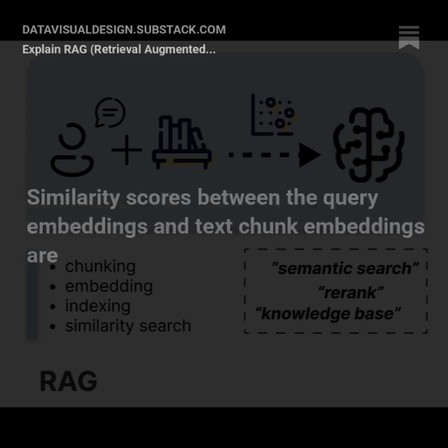 DATAVISUALDESIGN.SUBSTACK.COM
Explain RAG (Retrieval Augmented...
Similarity scores between the query
embeddings and text chunk embeddings
are
• chunking
• embedding
• indexing
• similarity search
"semantic search"
"rerank"
"knowledge base"
RAG